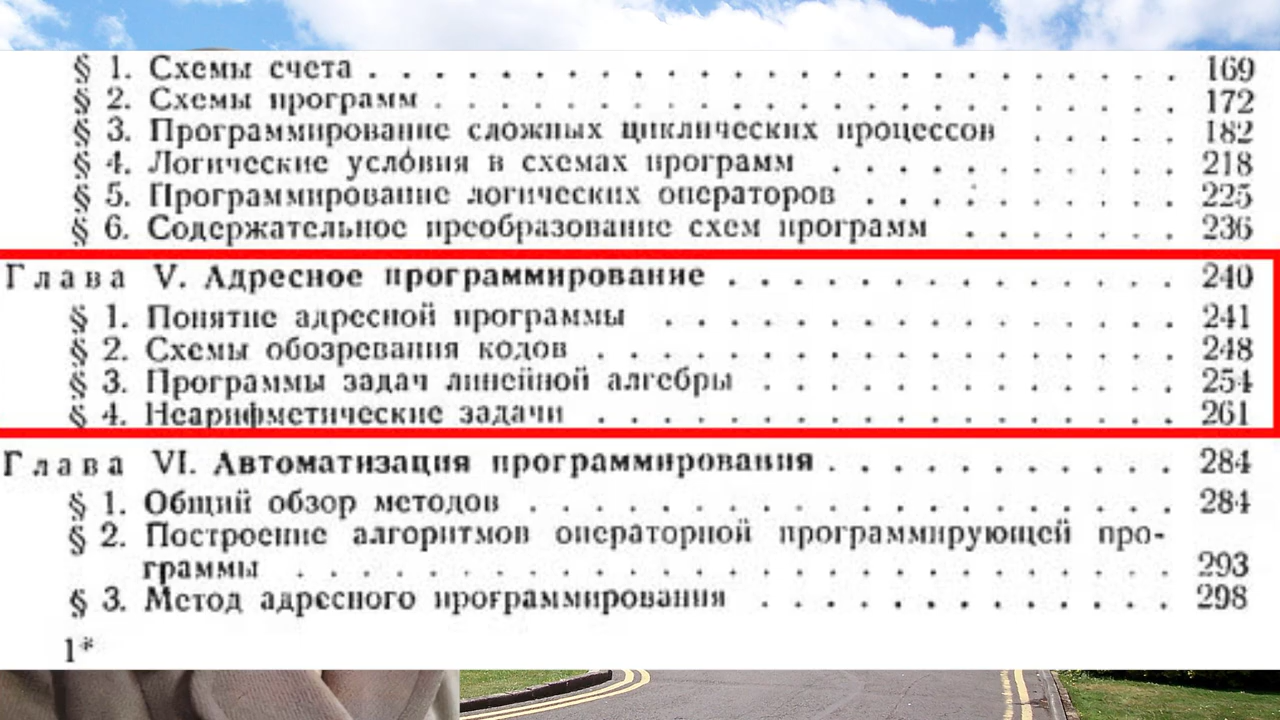 § 1. Схемы счета . . . . . . . . . . . . . . . . . . . . . . . . 169
§ 2. Схемы программ . . . . . . . . . . . . . . . . . . . . . 172
§ 3. Программирование сложных циклических процессов . . . . . 182
§ 4. Логические условия в схемах программ . . . . . . . . . . 218
§ 5. Программирование логических операторов . . . . . . . . . 225
§ 6. Содержательное преобразование схем программ . . . . . . 236
Глава V. Адресное программирование . . . . . . . . . . . . . 240
§ 1. Понятие адресной программы . . . . . . . . . . . . . . . 241
§ 2. Схемы обозревания кодов . . . . . . . . . . . . . . . . . 248
§ 3. Программы задач линейной алгебры . . . . . . . . . . . . 254
§ 4. Неарифметические задачи . . . . . . . . . . . . . . . . . 261
Глава VI. Автоматизация программирования . . . . . . . . . . 284
§ 1. Общий обзор методов . . . . . . . . . . . . . . . . . . . 284
§ 2. Построение алгоритмов операторной программирующей про-
граммы . . . . . . . . . . . . . . . . . . . . . . . . . . 293
§ 3. Метод адресного программирования . . . . . . . . . . . . 298
1*